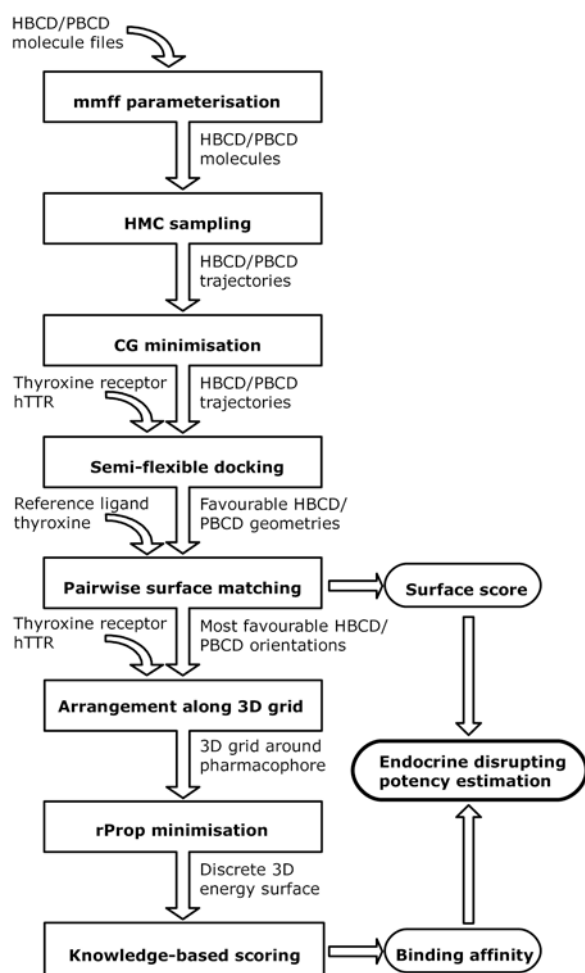 HBCD/PBCD
molecule files
mmff parameterisation
HBCD/PBCD
molecules
HMC sampling
HBCD/PBCD
trajectories
CG minimisation
Thyroxine receptor
hTTR
HBCD/PBCD
trajectories
Semi-flexible docking
Reference ligand
thyroxine
Favourable HBCD/
PBCD geometries
Pairwise surface matching
Surface score
Thyroxine receptor
hTTR
Most favourable HBCD/
PBCD orientations
Arrangement along 3D grid
3D grid around
pharmacophore
Endocrine disrupting
potency estimation
rProp minimisation
Discrete 3D
energy surface
Knowledge-based scoring
Binding affinity